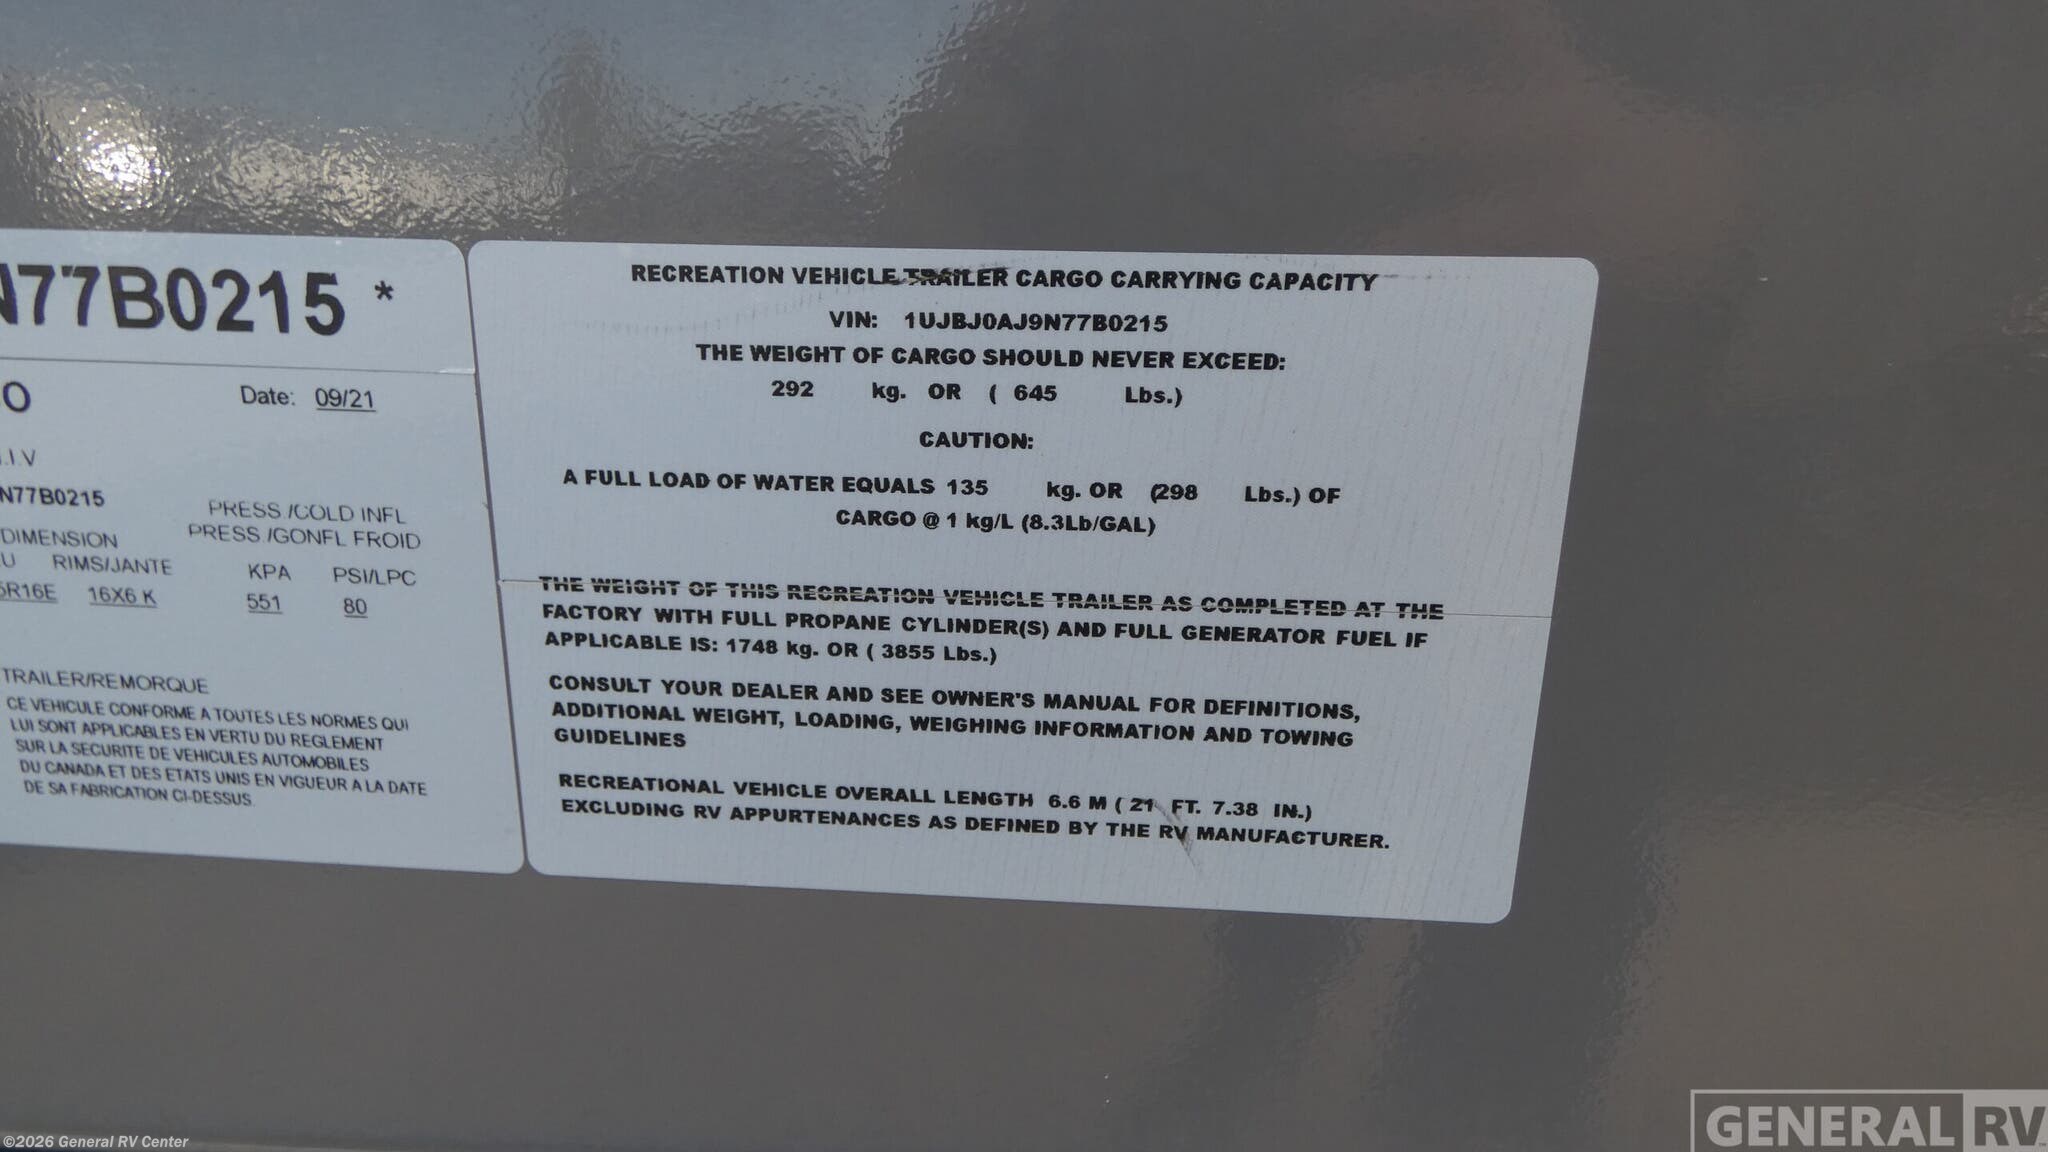 N77B0215 *
O
Date: 09/21
.I.V
N77B0215
PRESS /COLD INFL
PRESS /GONFL FROID
DIMENSION
U RIMS/JANTE
KPA PSI/LPC
5R16E 16X6 K
551 80
TRAILER/REMORQUE
CE VEHICULE CONFORME A TOUTES LES NORMES QUI
LUI SONT APPLICABLES EN VERTU DU REGLEMENT
SUR LA SECURITE DE VEHICULES AUTOMOBILES
DU CANADA ET DES ETATS UNIS EN VIGUEUR A LA DATE
DE SA FABRICATION CI-DESSUS.
RECREATION VEHICLE TRAILER CARGO CARRYING CAPACITY
VIN: 1UJBJ0AJ9N77B0215
THE WEIGHT OF CARGO SHOULD NEVER EXCEED:
292 kg. OR ( 645 Lbs.)
CAUTION:
A FULL LOAD OF WATER EQUALS 135 kg. OR (298 Lbs.) OF
CARGO @ 1 kg/L (8.3Lb/GAL)
THE WEIGHT OF THIS RECREATION VEHICLE TRAILER AS COMPLETED AT THE
FACTORY WITH FULL PROPANE CYLINDER(S) AND FULL GENERATOR FUEL IF
APPLICABLE IS: 1748 kg. OR ( 3855 Lbs.)
CONSULT YOUR DEALER AND SEE OWNER'S MANUAL FOR DEFINITIONS,
ADDITIONAL WEIGHT, LOADING, WEIGHING INFORMATION AND TOWING
GUIDELINES
RECREATIONAL VEHICLE OVERALL LENGTH 6.6 M ( 21 FT. 7.38 IN.)
EXCLUDING RV APPURTENANCES AS DEFINED BY THE RV MANUFACTURER.
©2026 General RV Center
GENERAL RV